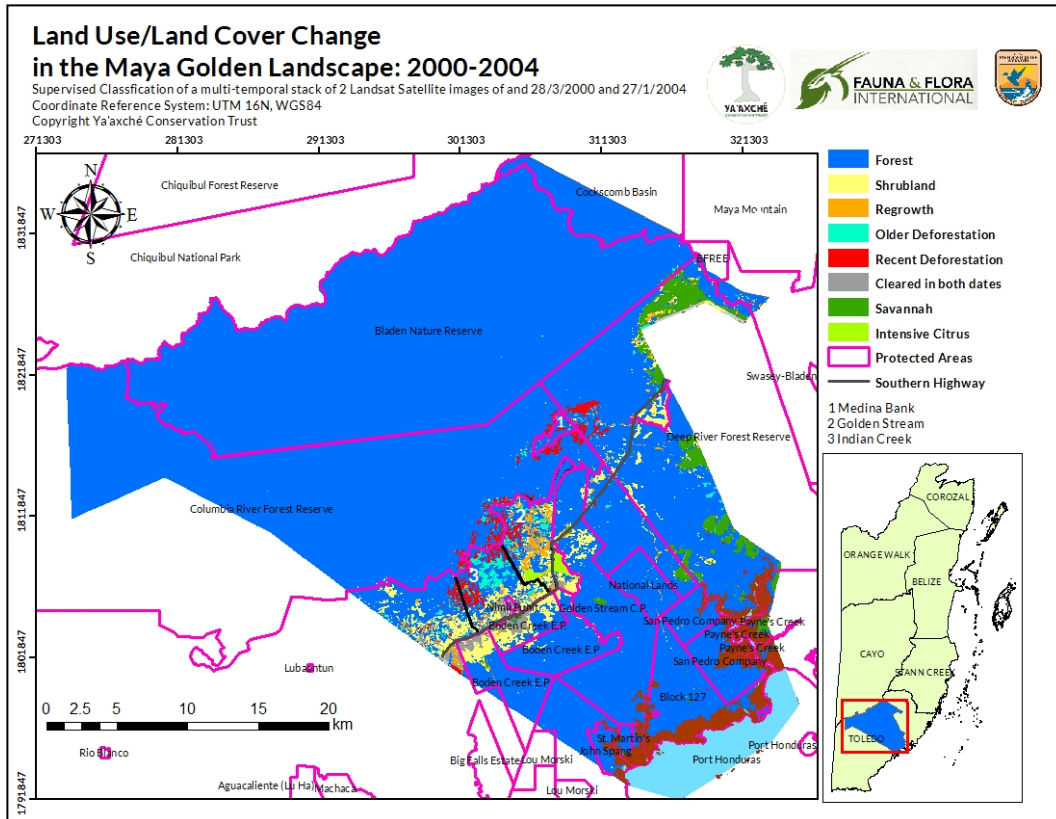 Land Use/Land Cover Change
in the Maya Golden Landscape: 2000-2004
Supervised Classfication of a multi-temporal stack of 2 Landsat Satellite images of and 28/3/2000 and 27/1/2004
Coordinate Reference System: UTM 16N, WGS84
Copyright Ya'axché Conservation Trust
YA'AXCHÉ
FAUNA & FLORA
INTERNATIONAL
271303
281303
291303
301303
311303
321303
1831847
1821847
1811847
1801847
1791847
N
W
E
S
Chiquibul Forest Reserve
Cockscomb Basin
Maya Mountain
Chiquibul National Park
BFREE
Bladen Nature Reserve
Swasey-Bladen
1
Deep River Forest Reserve
Columbia River Forest Reserve
2
3
National Lands
Nimli Punit
Golden Stream C.P.
San Pedro Company
Payne's Creek
Boden Creek E.P
Payne's Creek
Boden Creek E.P
Payne's Creek
San Pedro Company
Lubaantun
Boden Creek E.P
Block 127
St. Martin's
John Spang
Port Honduras
Port Honduras
Big Falls Estate
Lou Morski
Lou Morski
Rio Blanco
Aguacaliente (Lu Ha)
Machaca
0 2.5 5 10 15 20
km
Forest
Shrubland
Regrowth
Older Deforestation
Recent Deforestation
Cleared in both dates
Savannah
Intensive Citrus
Protected Areas
Southern Highway
1 Medina Bank
2 Golden Stream
3 Indian Creek
COROZAL
ORANGE WALK
BELIZE
CAYO
STANN CREEK
TOLEDO